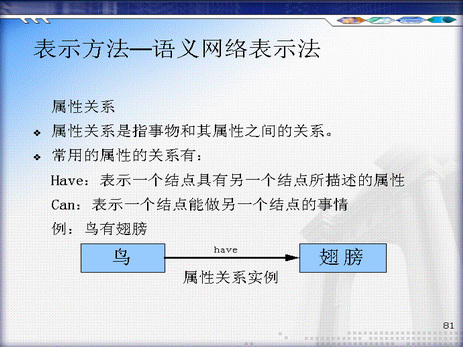 表示方法—语义网络表示法
属性关系
属性关系是指事物和其属性之间的关系。
常用的属性的关系有：
Have：表示一个结点具有另一个结点所描述的属性
Can：表示一个结点能做另一个结点的事情
例：鸟有翅膀
鸟 have 翅膀
属性关系实例
81